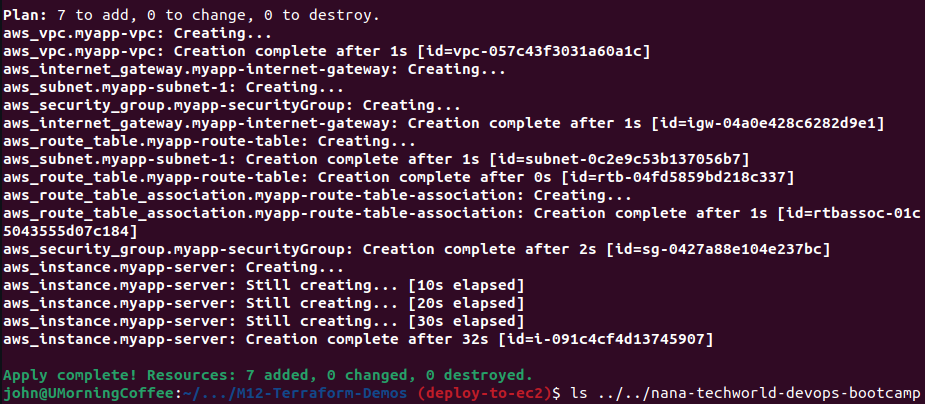 Plan: 7 to add, 0 to change, 0 to destroy.
aws_vpc.myapp-vpc: Creating...
aws_vpc.myapp-vpc: Creation complete after 1s [id=vpc-057c43f3031a60a1c]
aws_internet_gateway.myapp-internet-gateway: Creating...
aws_subnet.myapp-subnet-1: Creating...
aws_security_group.myapp-securityGroup: Creating...
aws_internet_gateway.myapp-internet-gateway: Creation complete after 1s [id=igw-04a0e428c6282d9e1]
aws_route_table.myapp-route-table: Creating...
aws_subnet.myapp-subnet-1: Creation complete after 1s [id=subnet-0c2e9c53b137056b7]
aws_route_table.myapp-route-table: Creation complete after 0s [id=rtb-04fd5859bd218c337]
aws_route_table_association.myapp-route-table-association: Creating...
aws_route_table_association.myapp-route-table-association: Creation complete after 1s [id=rtbassoc-01c
5043555d07c184]
aws_security_group.myapp-securityGroup: Creation complete after 2s [id=sg-0427a88e104e237bc]
aws_instance.myapp-server: Creating...
aws_instance.myapp-server: Still creating... [10s elapsed]
aws_instance.myapp-server: Still creating... [20s elapsed]
aws_instance.myapp-server: Still creating... [30s elapsed]
aws_instance.myapp-server: Creation complete after 32s [id=i-091c4cf4d13745907]
Apply complete! Resources: 7 added, 0 changed, 0 destroyed.
john@UMorningCoffee:~/.../M12-Terraform-Demos (deploy-to-ec2)$ ls ../../nana-techworld-devops-bootcamp